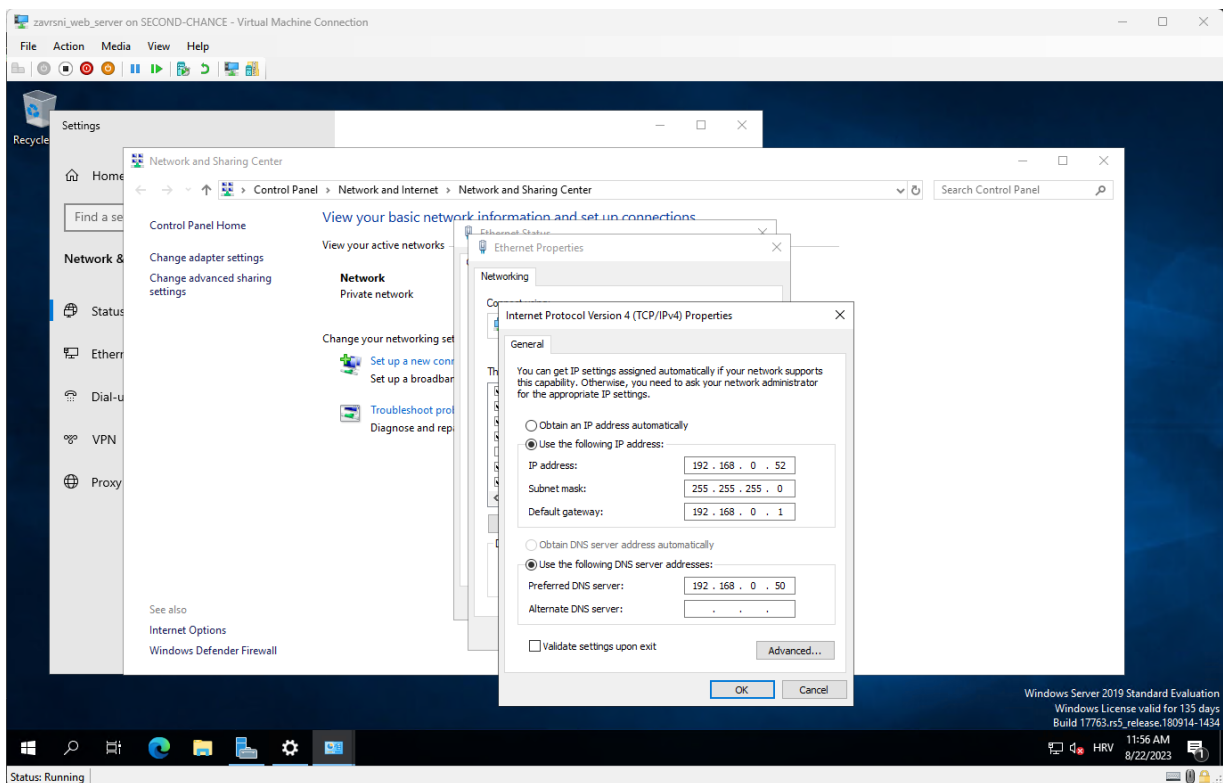 zavrsni_web_server on SECOND-CHANCE - Virtual Machine Connection
File Action Media View Help
Recycle
Settings
Home
Find a se
Network &
Status
Ethern
Dial-u
VPN
Proxy
Network and Sharing Center
Control Panel > Network and Internet > Network and Sharing Center
Search Control Panel
Control Panel Home
Change adapter settings
Change advanced sharing
settings
See also
Internet Options
Windows Defender Firewall
View your basic network information and set up connections
View your active networks
Network
Private network
Change your networking set
Set up a new conn
Set up a broadban
Troubleshoot prob
Diagnose and repa
Ethernet Status
Ethernet Properties
Networking
Connect using:
Th
Internet Protocol Version 4 (TCP/IPv4) Properties
General
You can get IP settings assigned automatically if your network supports
this capability. Otherwise, you need to ask your network administrator
for the appropriate IP settings.
Obtain an IP address automatically
Use the following IP address:
IP address: 192 . 168 . 0 . 52
Subnet mask: 255 . 255 . 255 . 0
Default gateway: 192 . 168 . 0 . 1
Obtain DNS server address automatically
Use the following DNS server addresses:
Preferred DNS server: 192 . 168 . 0 . 50
Alternate DNS server: . . .
Validate settings upon exit
Advanced...
OK Cancel
Windows Server 2019 Standard Evaluation
Windows License valid for 135 days
Build 17763.rs5_release.180914-1434
HRV
11:56 AM
8/22/2023
1
Status: Running